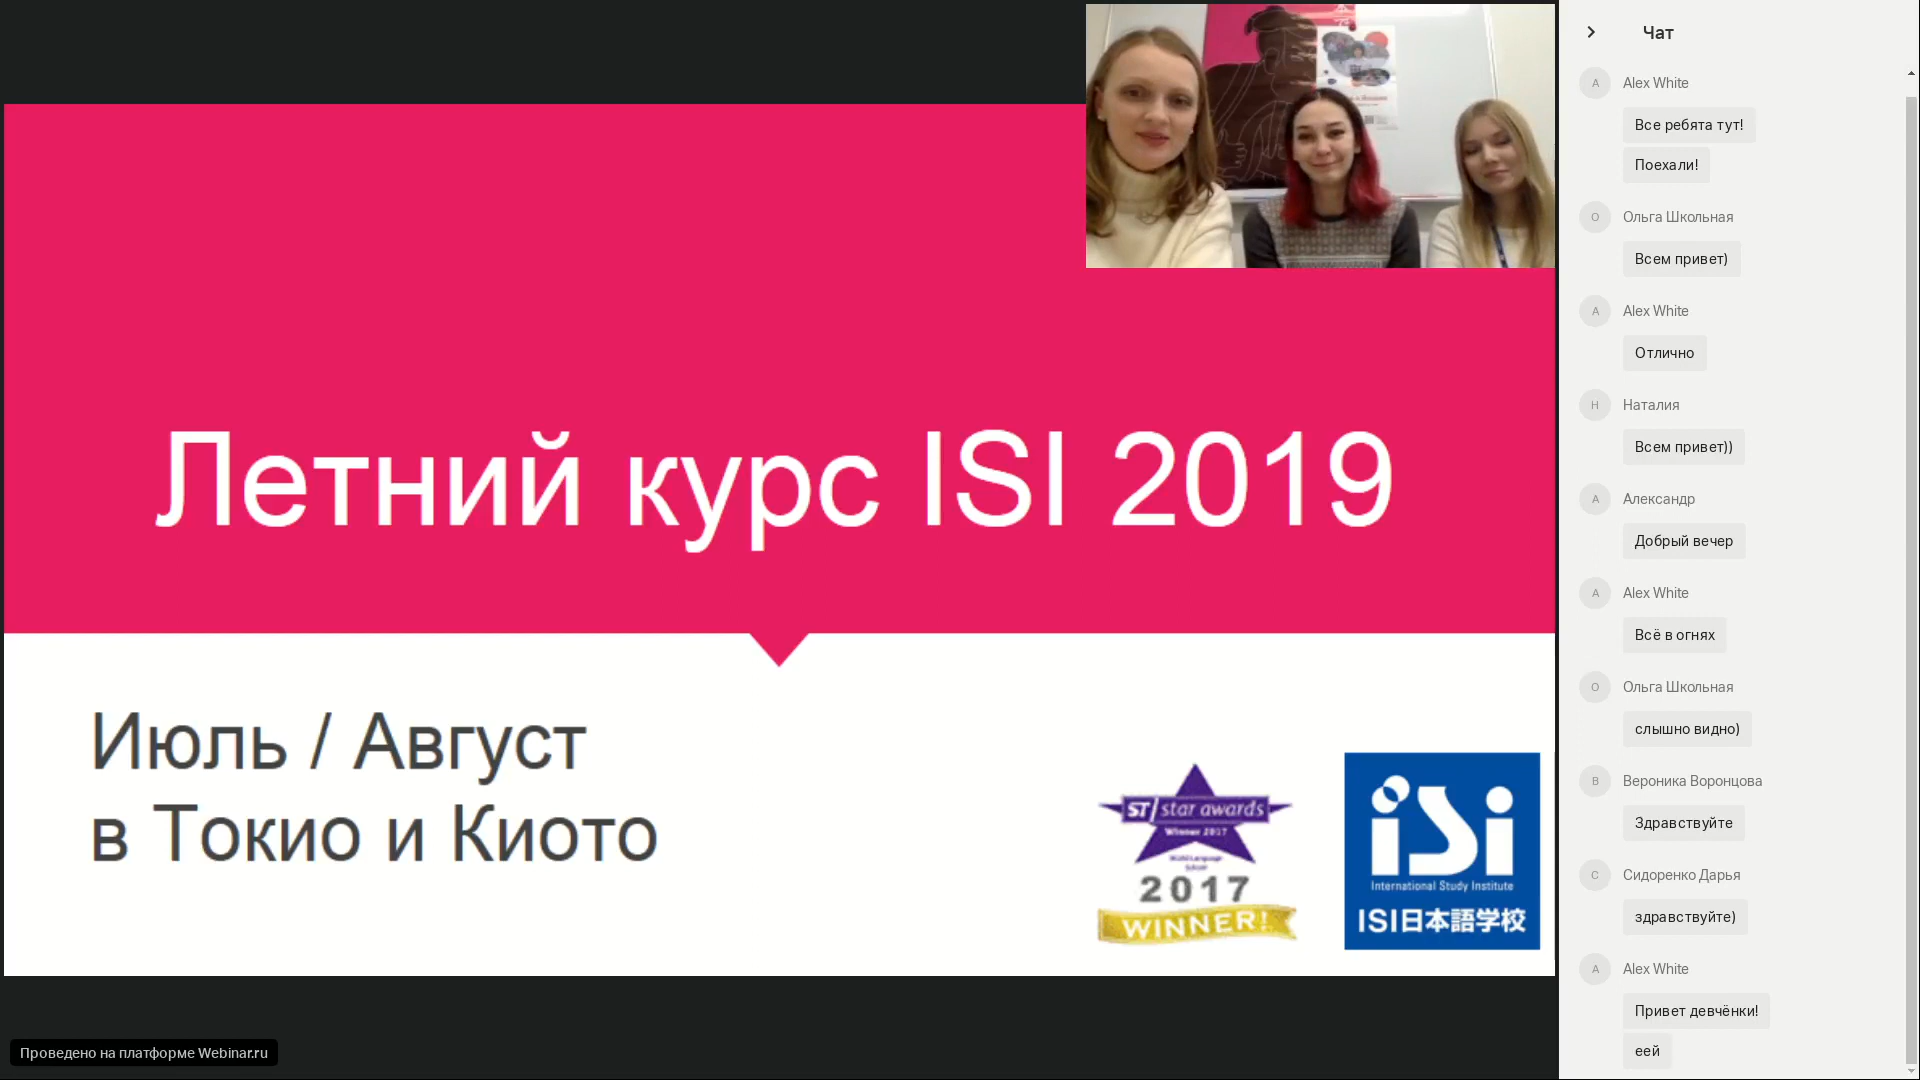 Летний курс ISI 2019
Июль / Август
в Токио и Киото
ST star awards
Winner 2017
2017
WINNER!
isi
International Study Institute
ISI日本語学校
Проведено на платформе Webinar.ru
Чат
A
Alex White
Все ребята тут!
Поехали!
О
Ольга Школьная
Всем привет)
A
Alex White
Отлично
Н
Наталия
Всем привет))
А
Александр
Добрый вечер
A
Alex White
Всё в огнях
О
Ольга Школьная
слышно видно)
В
Вероника Воронцова
Здравствуйте
С
Сидоренко Дарья
здравствуйте)
A
Alex White
Привет девчёнки!
еей